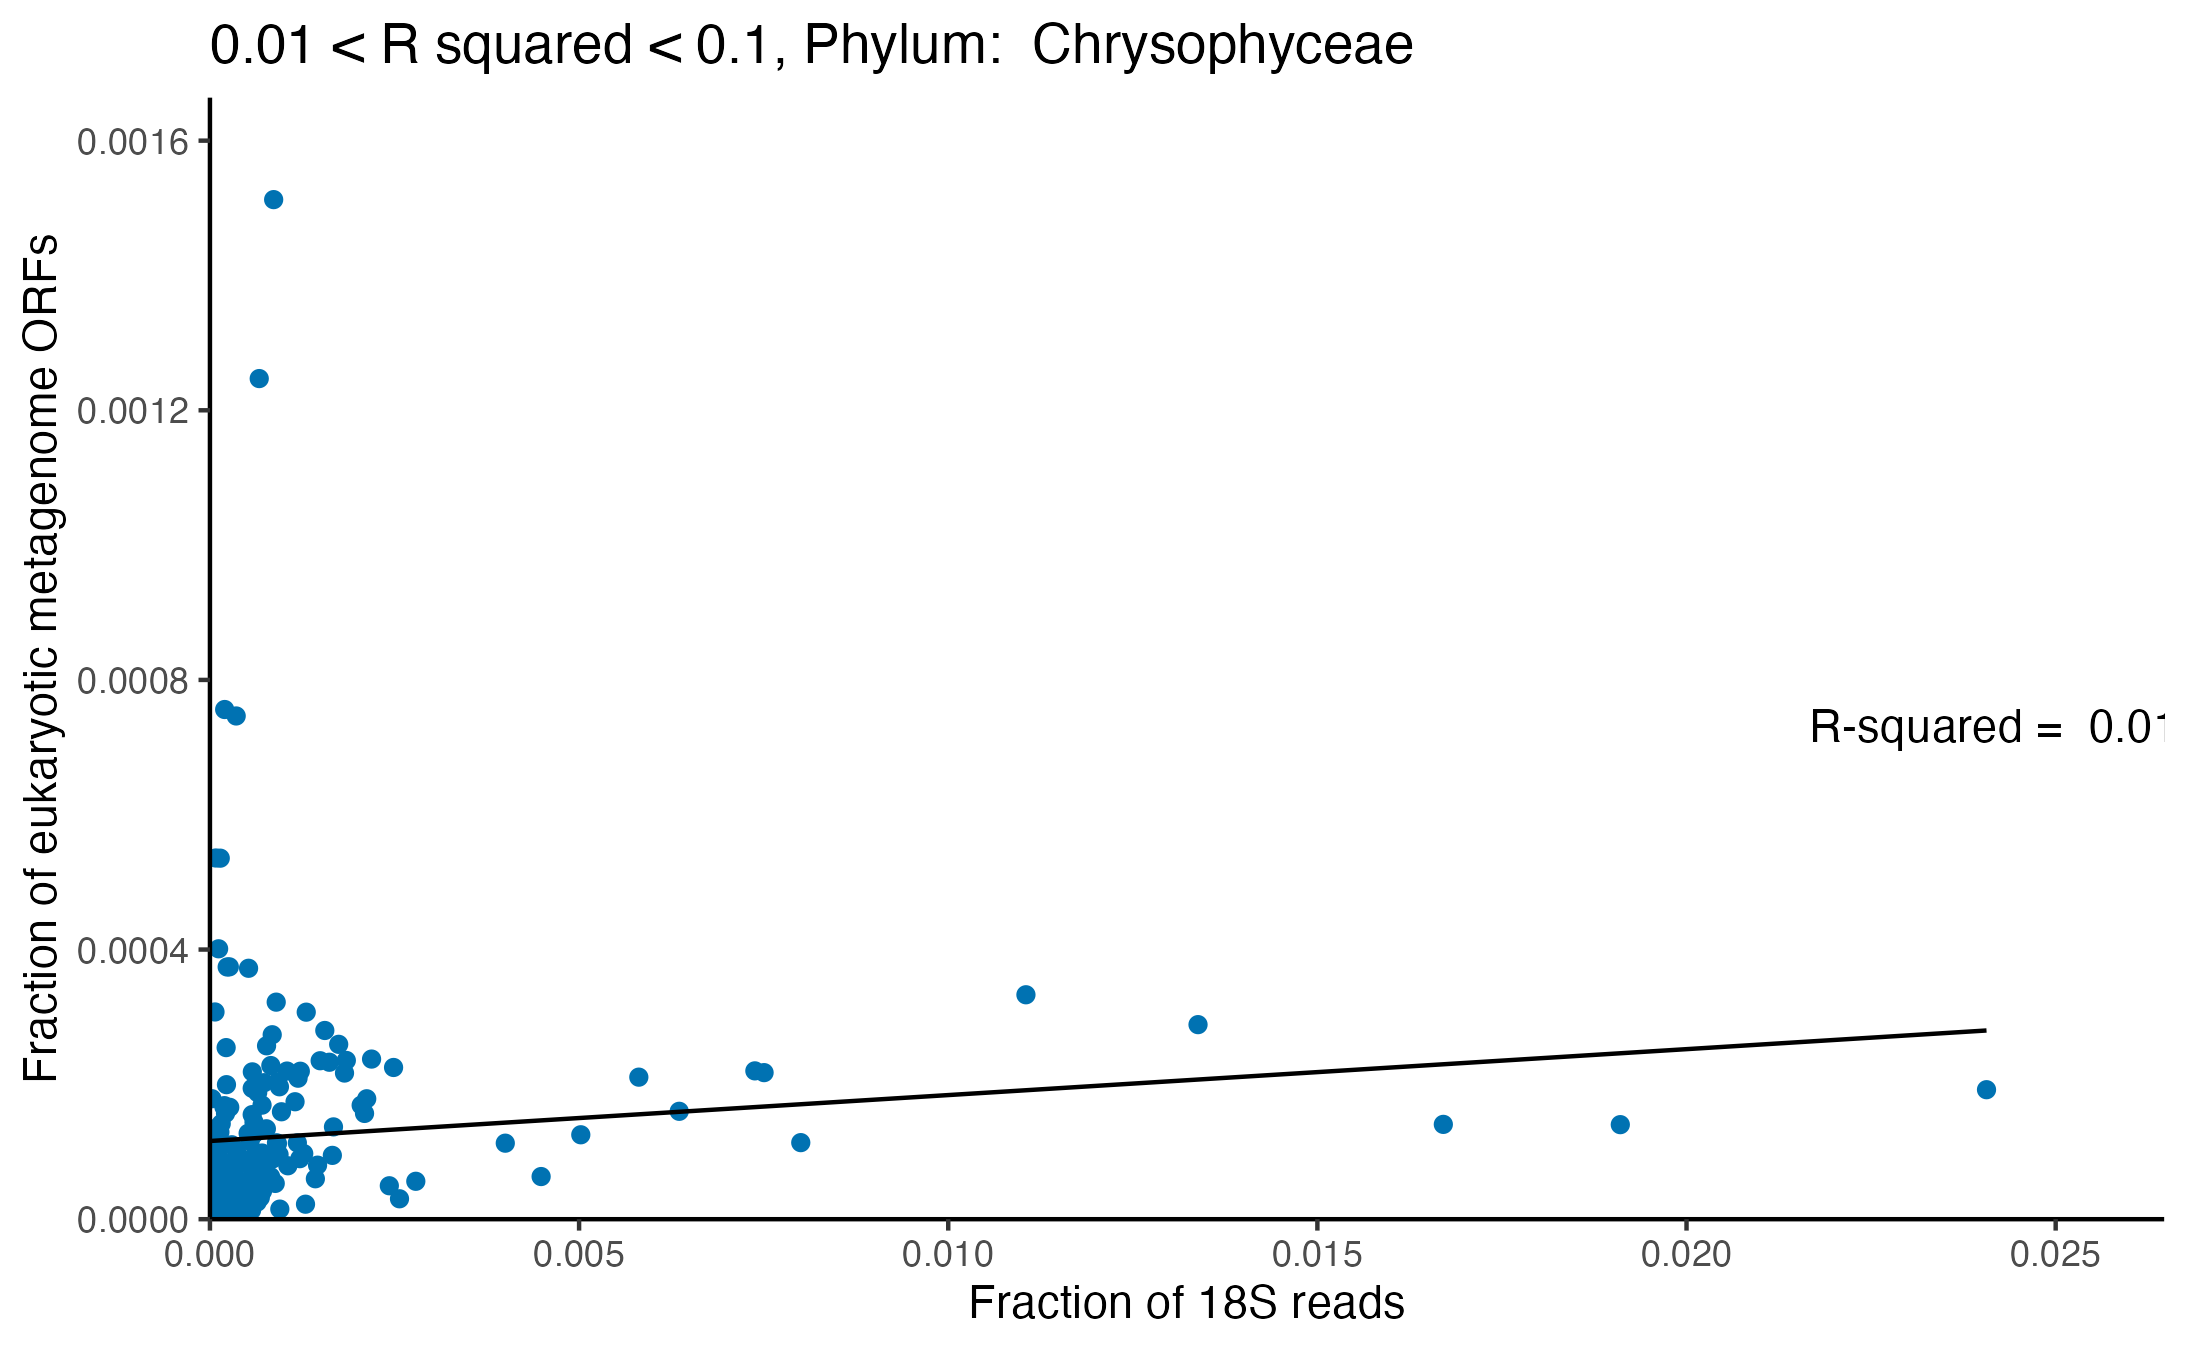 0.01 < R squared < 0.1, Phylum:  Chrysophyceae
Fraction of eukaryotic metagenome ORFs
0.0016
0.0012
0.0008
0.0004
0.0000
R-squared =  0.01
0.000
0.005
0.010
0.015
0.020
0.025
Fraction of 18S reads